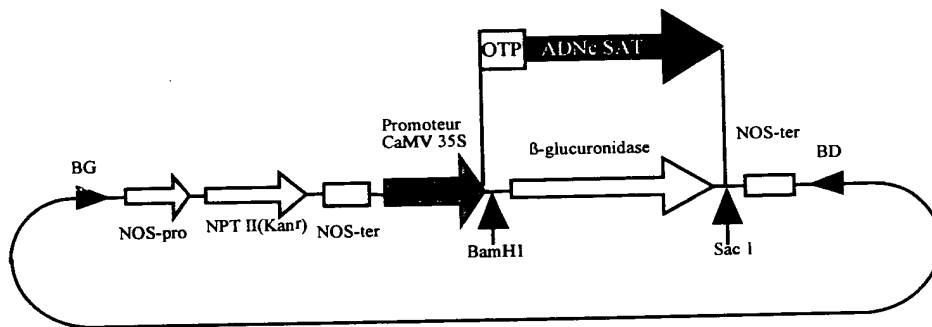 OTP
ADNc SAT
Promoteur
CaMV 35S
ß-glucuronidase
NOS-ter
BG
BD
NOS-pro
NPT II(Kanr)
NOS-ter
BamH1
Sac 1